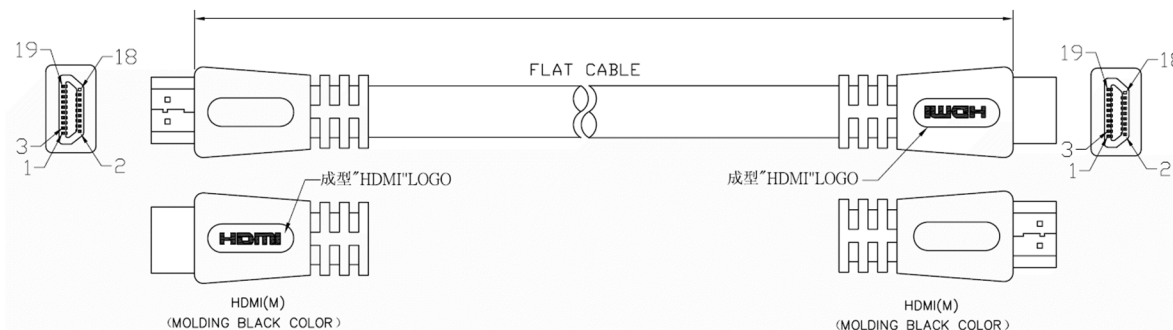 19
18
FLAT CABLE
19
18
HDMI
3
1
2
3
1
2
成型"HDMI"LOGO
成型"HDMI"LOGO
HDMI
HDMI(M)
(MOLDING BLACK COLOR)
HDMI(M)
(MOLDING BLACK COLOR)